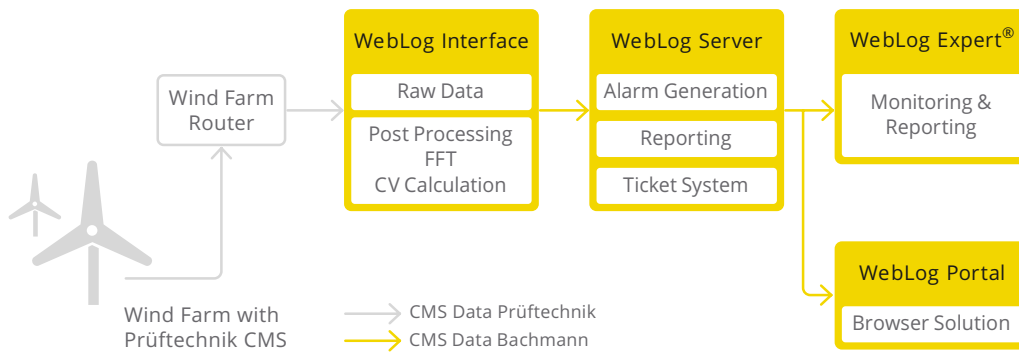 WebLog Interface
Raw Data
Post Processing
FFT
CV Calculation
WebLog Server
Alarm Generation
Reporting
Ticket System
WebLog Expert®
Monitoring &
Reporting
Wind Farm
Router
WebLog Portal
Browser Solution
Wind Farm with
Prüftechnik CMS
CMS Data Prüftechnik
CMS Data Bachmann